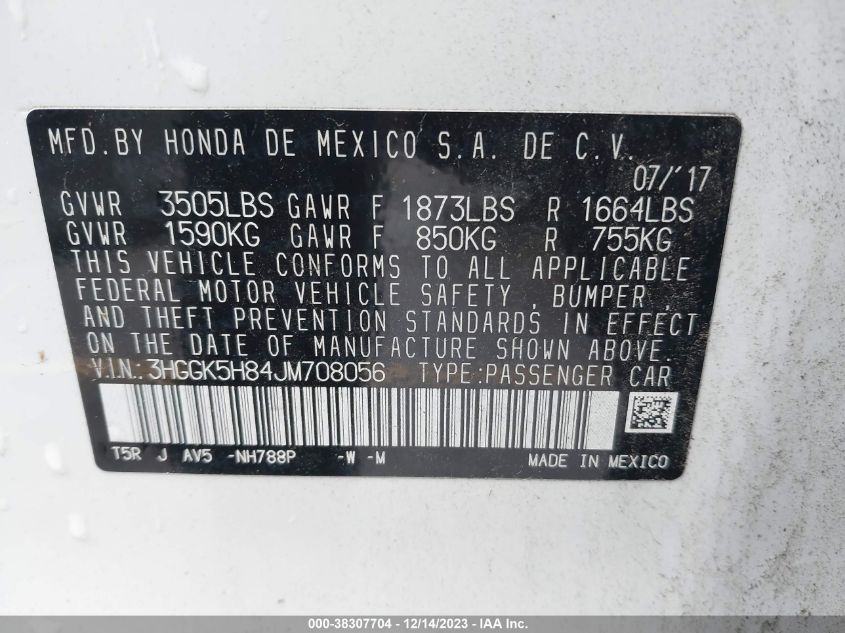 MFD.BY HONDA DE MEXICO S.A. DE C.V.
07/'17
GVWR 3505LBS GAWR F 1873LBS R 1664LBS
GVWR 1590KG GAWR F 850KG R 755KG
THIS VEHICLE CONFORMS TO ALL APPLICABLE
FEDERAL MOTOR VEHICLE SAFETY , BUMPER ,
AND THEFT PREVENTION STANDARDS IN EFFECT
ON THE DATE OF MANUFACTURE SHOWN ABOVE.
VIN:3HGGK5H84JM708056 TYPE:PASSENGER CAR
T5R J AV5 -NH788P -W -M MADE IN MEXICO
000-38307704 - 12/14/2023 - IAA Inc.